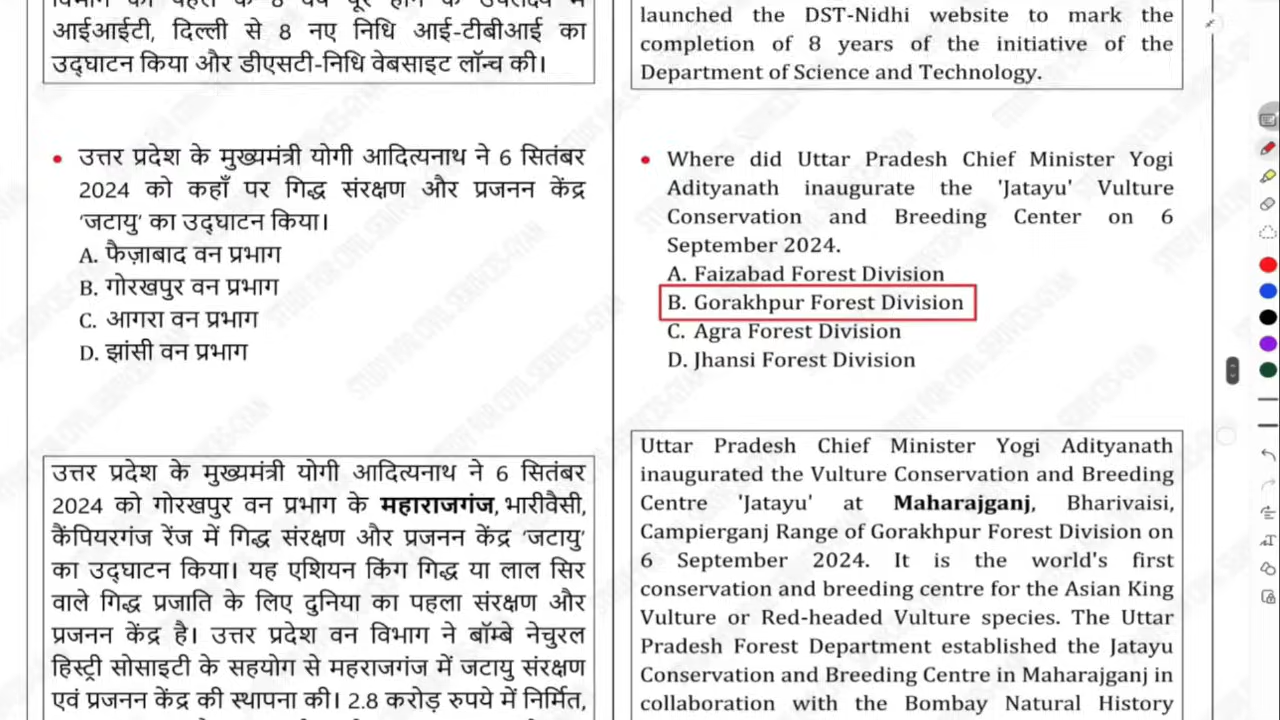 विभाग की पहल के 8 वर्ष पूरे होने के उपलक्ष्य में
आईआईटी, दिल्ली से 8 नए निधि आई-टीबीआई का
उद्घाटन किया और डीएसटी-निधि वेबसाइट लॉन्च की।
launched the DST-Nidhi website to mark the
completion of 8 years of the initiative of the
Department of Science and Technology.
• उत्तर प्रदेश के मुख्यमंत्री योगी आदित्यनाथ ने 6 सितंबर
2024 को कहाँ पर गिद्ध संरक्षण और प्रजनन केंद्र
'जटायु' का उद्घाटन किया।
A. फैज़ाबाद वन प्रभाग
B. गोरखपुर वन प्रभाग
C. आगरा वन प्रभाग
D. झांसी वन प्रभाग
• Where did Uttar Pradesh Chief Minister Yogi
Adityanath inaugurate the 'Jatayu' Vulture
Conservation and Breeding Center on 6
September 2024.
A. Faizabad Forest Division
B. Gorakhpur Forest Division
C. Agra Forest Division
D. Jhansi Forest Division
उत्तर प्रदेश के मुख्यमंत्री योगी आदित्यनाथ ने 6 सितंबर
2024 को गोरखपुर वन प्रभाग के महाराजगंज, भारीवैसी,
कैंपियरगंज रेंज में गिद्ध संरक्षण और प्रजनन केंद्र 'जटायु'
का उद्घाटन किया। यह एशियन किंग गिद्ध या लाल सिर
वाले गिद्ध प्रजाति के लिए दुनिया का पहला संरक्षण और
प्रजनन केंद्र है। उत्तर प्रदेश वन विभाग ने बॉम्बे नेचुरल
हिस्ट्री सोसाइटी के सहयोग से महराजगंज में जटायु संरक्षण
एवं प्रजनन केंद्र की स्थापना की। 2.8 करोड़ रुपये में निर्मित,
Uttar Pradesh Chief Minister Yogi Adityanath
inaugurated the Vulture Conservation and Breeding
Centre 'Jatayu' at Maharajganj, Bharivaisi,
Campierganj Range of Gorakhpur Forest Division on
6 September 2024. It is the world's first
conservation and breeding centre for the Asian King
Vulture or Red-headed Vulture species. The Uttar
Pradesh Forest Department established the Jatayu
Conservation and Breeding Centre in Maharajganj in
collaboration with the Bombay Natural History